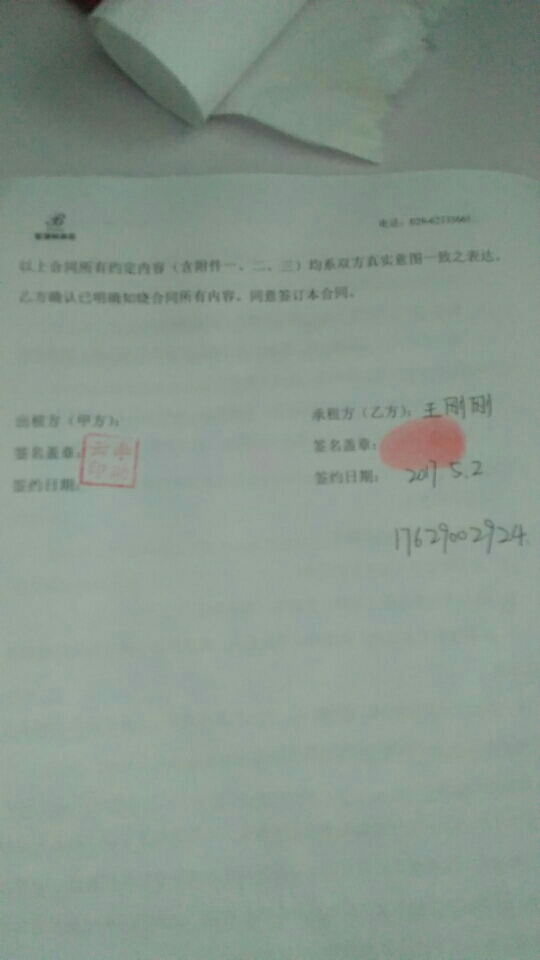 电话：029-62555661
以上合同所有约定内容（含附件一、二、三）均系双方真实意图一致之表达，
乙方确认已明确知晓合同所有内容，同意签订本合同。
出租方（甲方）：
承租方（乙方）：王刚刚
签名盖章：
签名盖章：
签约日期：
签约日期： 2017 5.2
17629002924